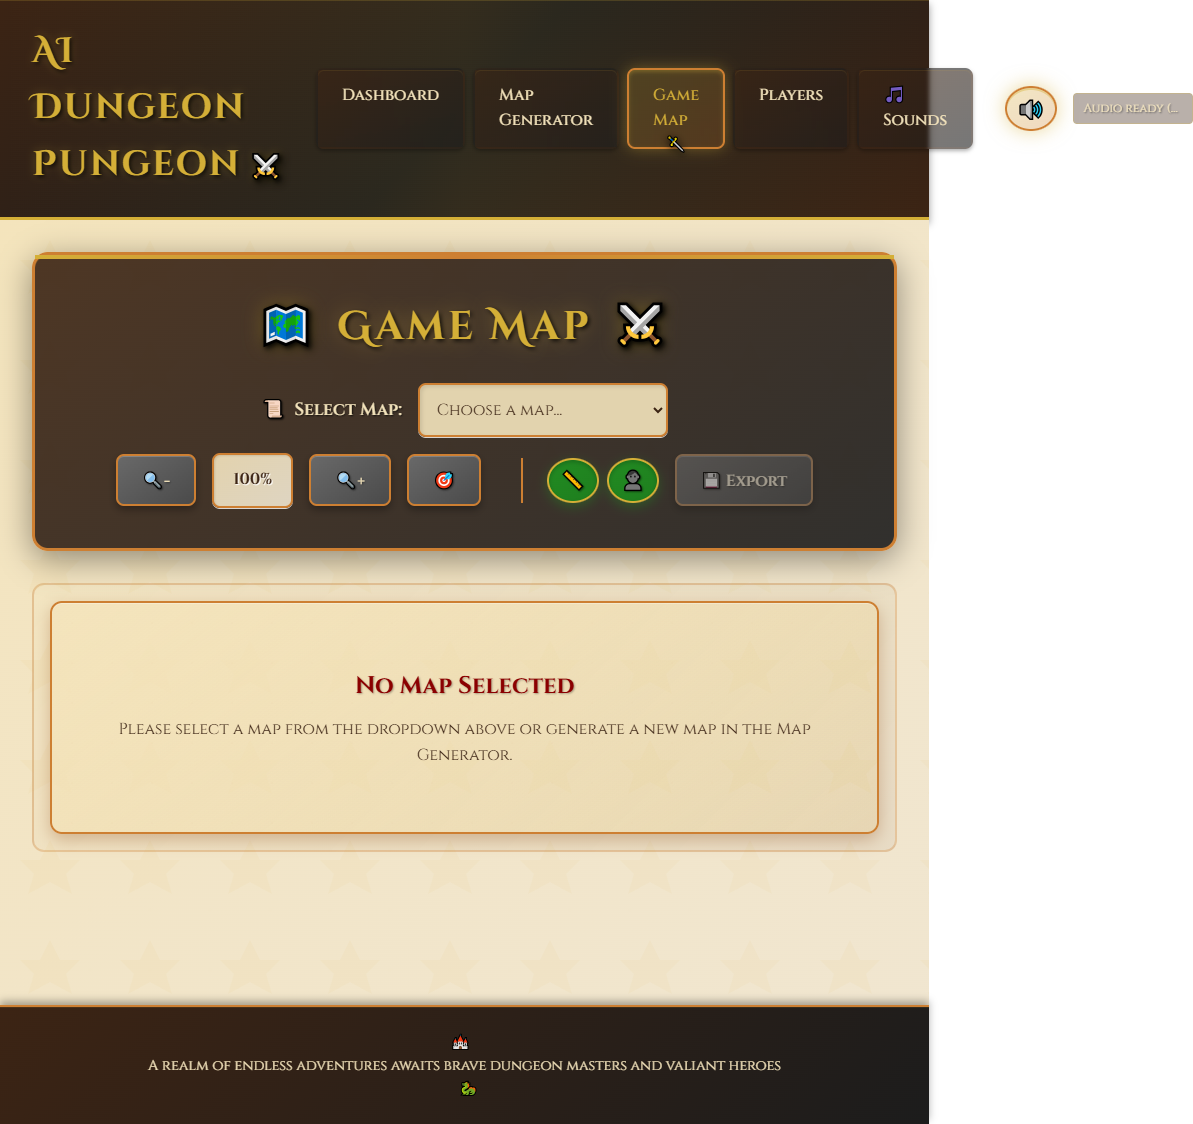 AI
Dungeon
Pungeon
Dashboard
Map
Generator
Game
Map
Players
Sounds
Audio ready (...
Game Map
Select Map:
Choose a map...
-
100%
+
Export
No Map Selected
Please select a map from the dropdown above or generate a new map in the Map
Generator.
A realm of endless adventures awaits brave dungeon masters and valiant heroes